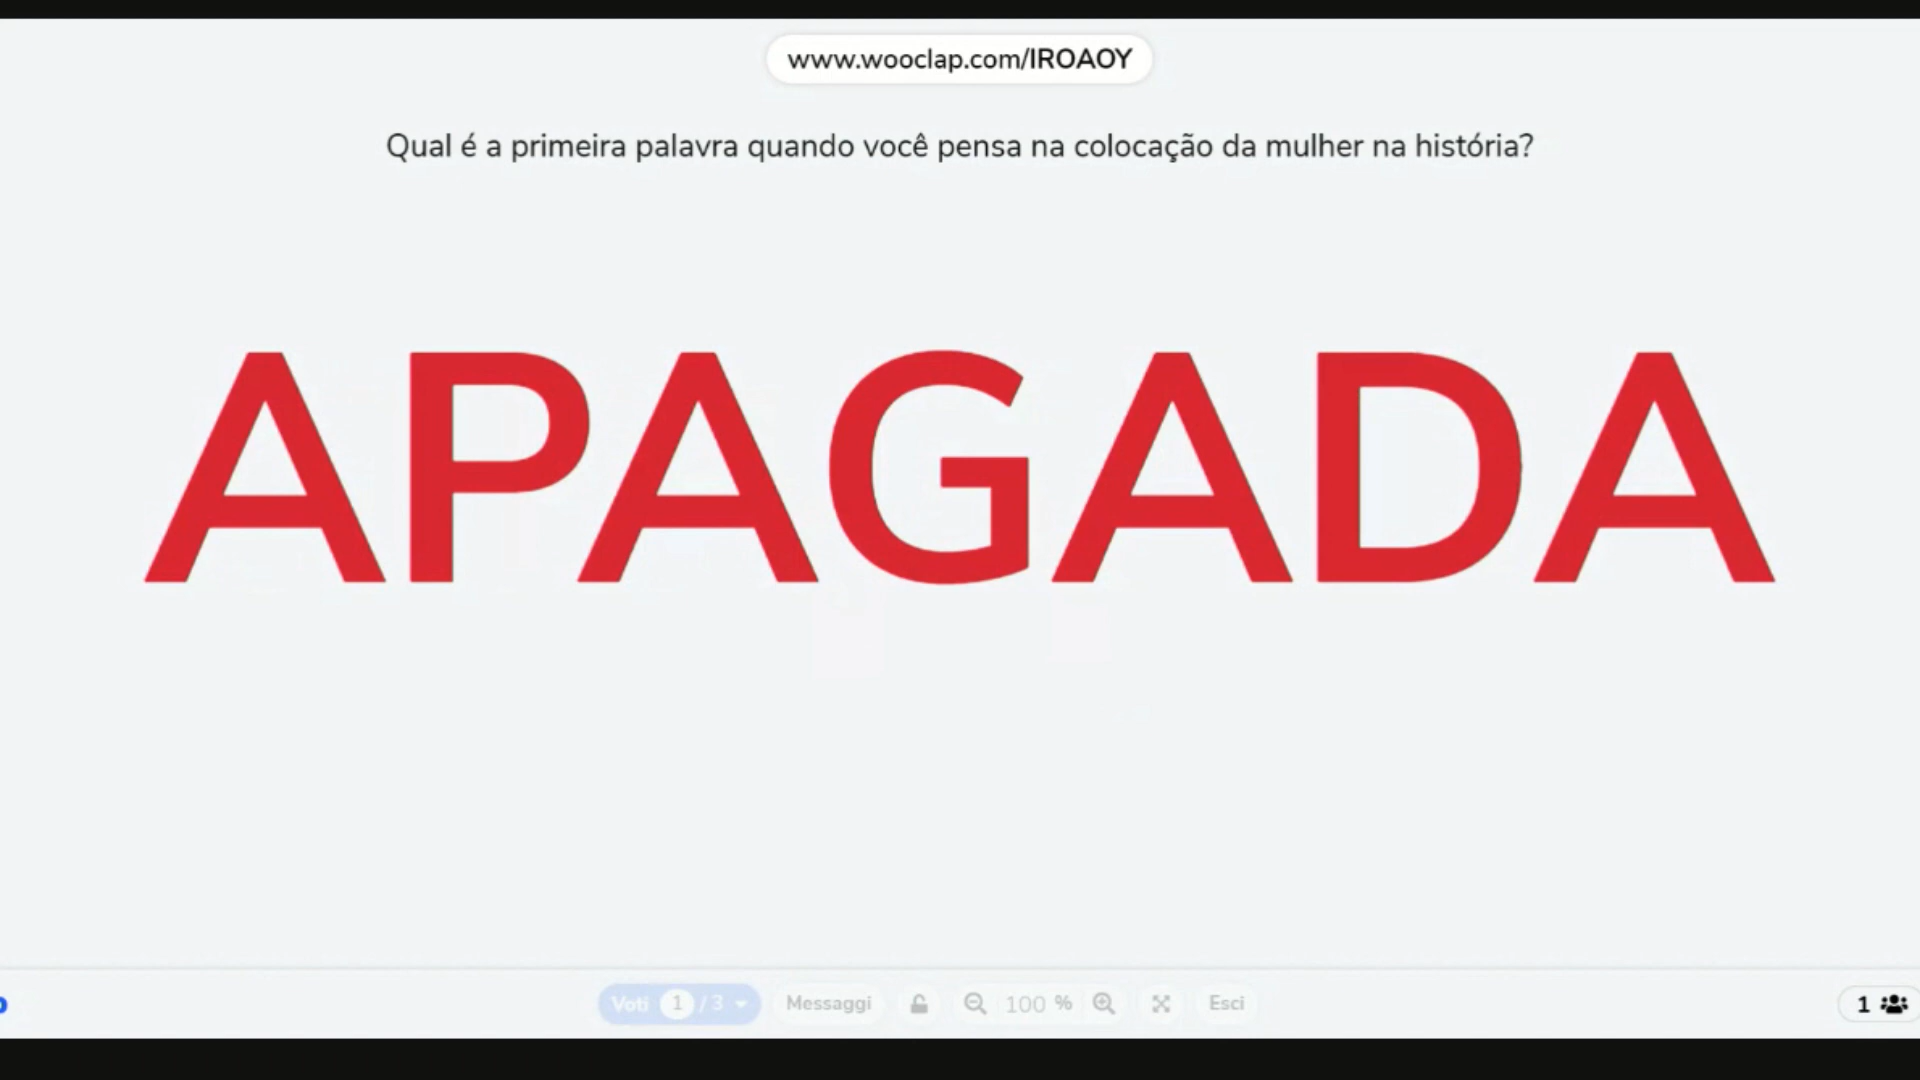 www.wooclap.com/IROAOY
Qual é a primeira palavra quando você pensa na colocação da mulher na história?
APAGADA
Voti 1 / 3 Messaggi 100 % Esci 1